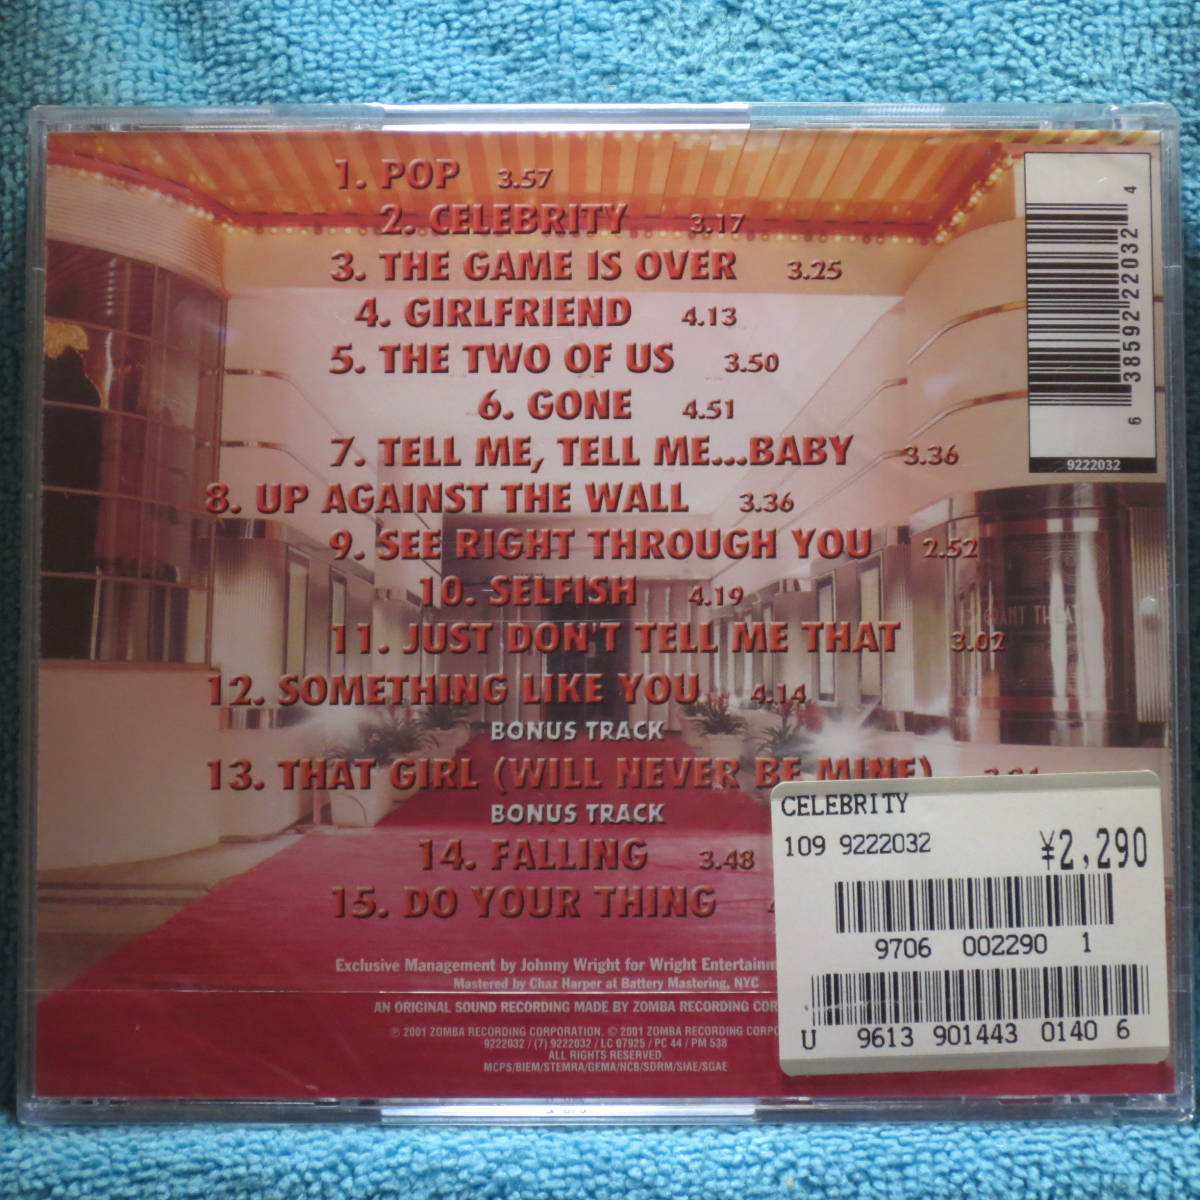 1. POP 3.57
2. CELEBRITY 3.17
3. THE GAME IS OVER 3.25
4. GIRLFRIEND 4.13
5. THE TWO OF US 3.50
6. GONE 4.51
7. TELL ME, TELL ME...BABY 3.36
8. UP AGAINST THE WALL 3.36
9. SEE RIGHT THROUGH YOU 2.52
10. SELFISH 4.19
11. JUST DON'T TELL ME THAT 3.02
12. SOMETHING LIKE YOU 4.14
BONUS TRACK
13. THAT GIRL (WILL NEVER BE MINE)
BONUS TRACK
14. FALLING 3.48
15. DO YOUR THING
Exclusive Management by Johnny Wright for Wright
Mastered by Chaz Harper at Battery Mastering, NYC
AN ORIGINAL SOUND RECORDING MADE BY ZOMBA RECORDING
℗ 2001 ZOMBA RECORDING CORPORATION. © 2001 ZOMBA RECORDING
9222032 / (7) 9222032 / LC 07925 / PC 44 / PM 538
ALL RIGHTS RESERVED.
MCPS/BIEM/STEMRA/GEMA/NCB/SDRM/SIAE/SGAE
6 38592 22032 4
9222032
GRANT
CELEBRITY
109 9222032 ¥2,290
9706 002290 1
U 9613 901443 0140 6